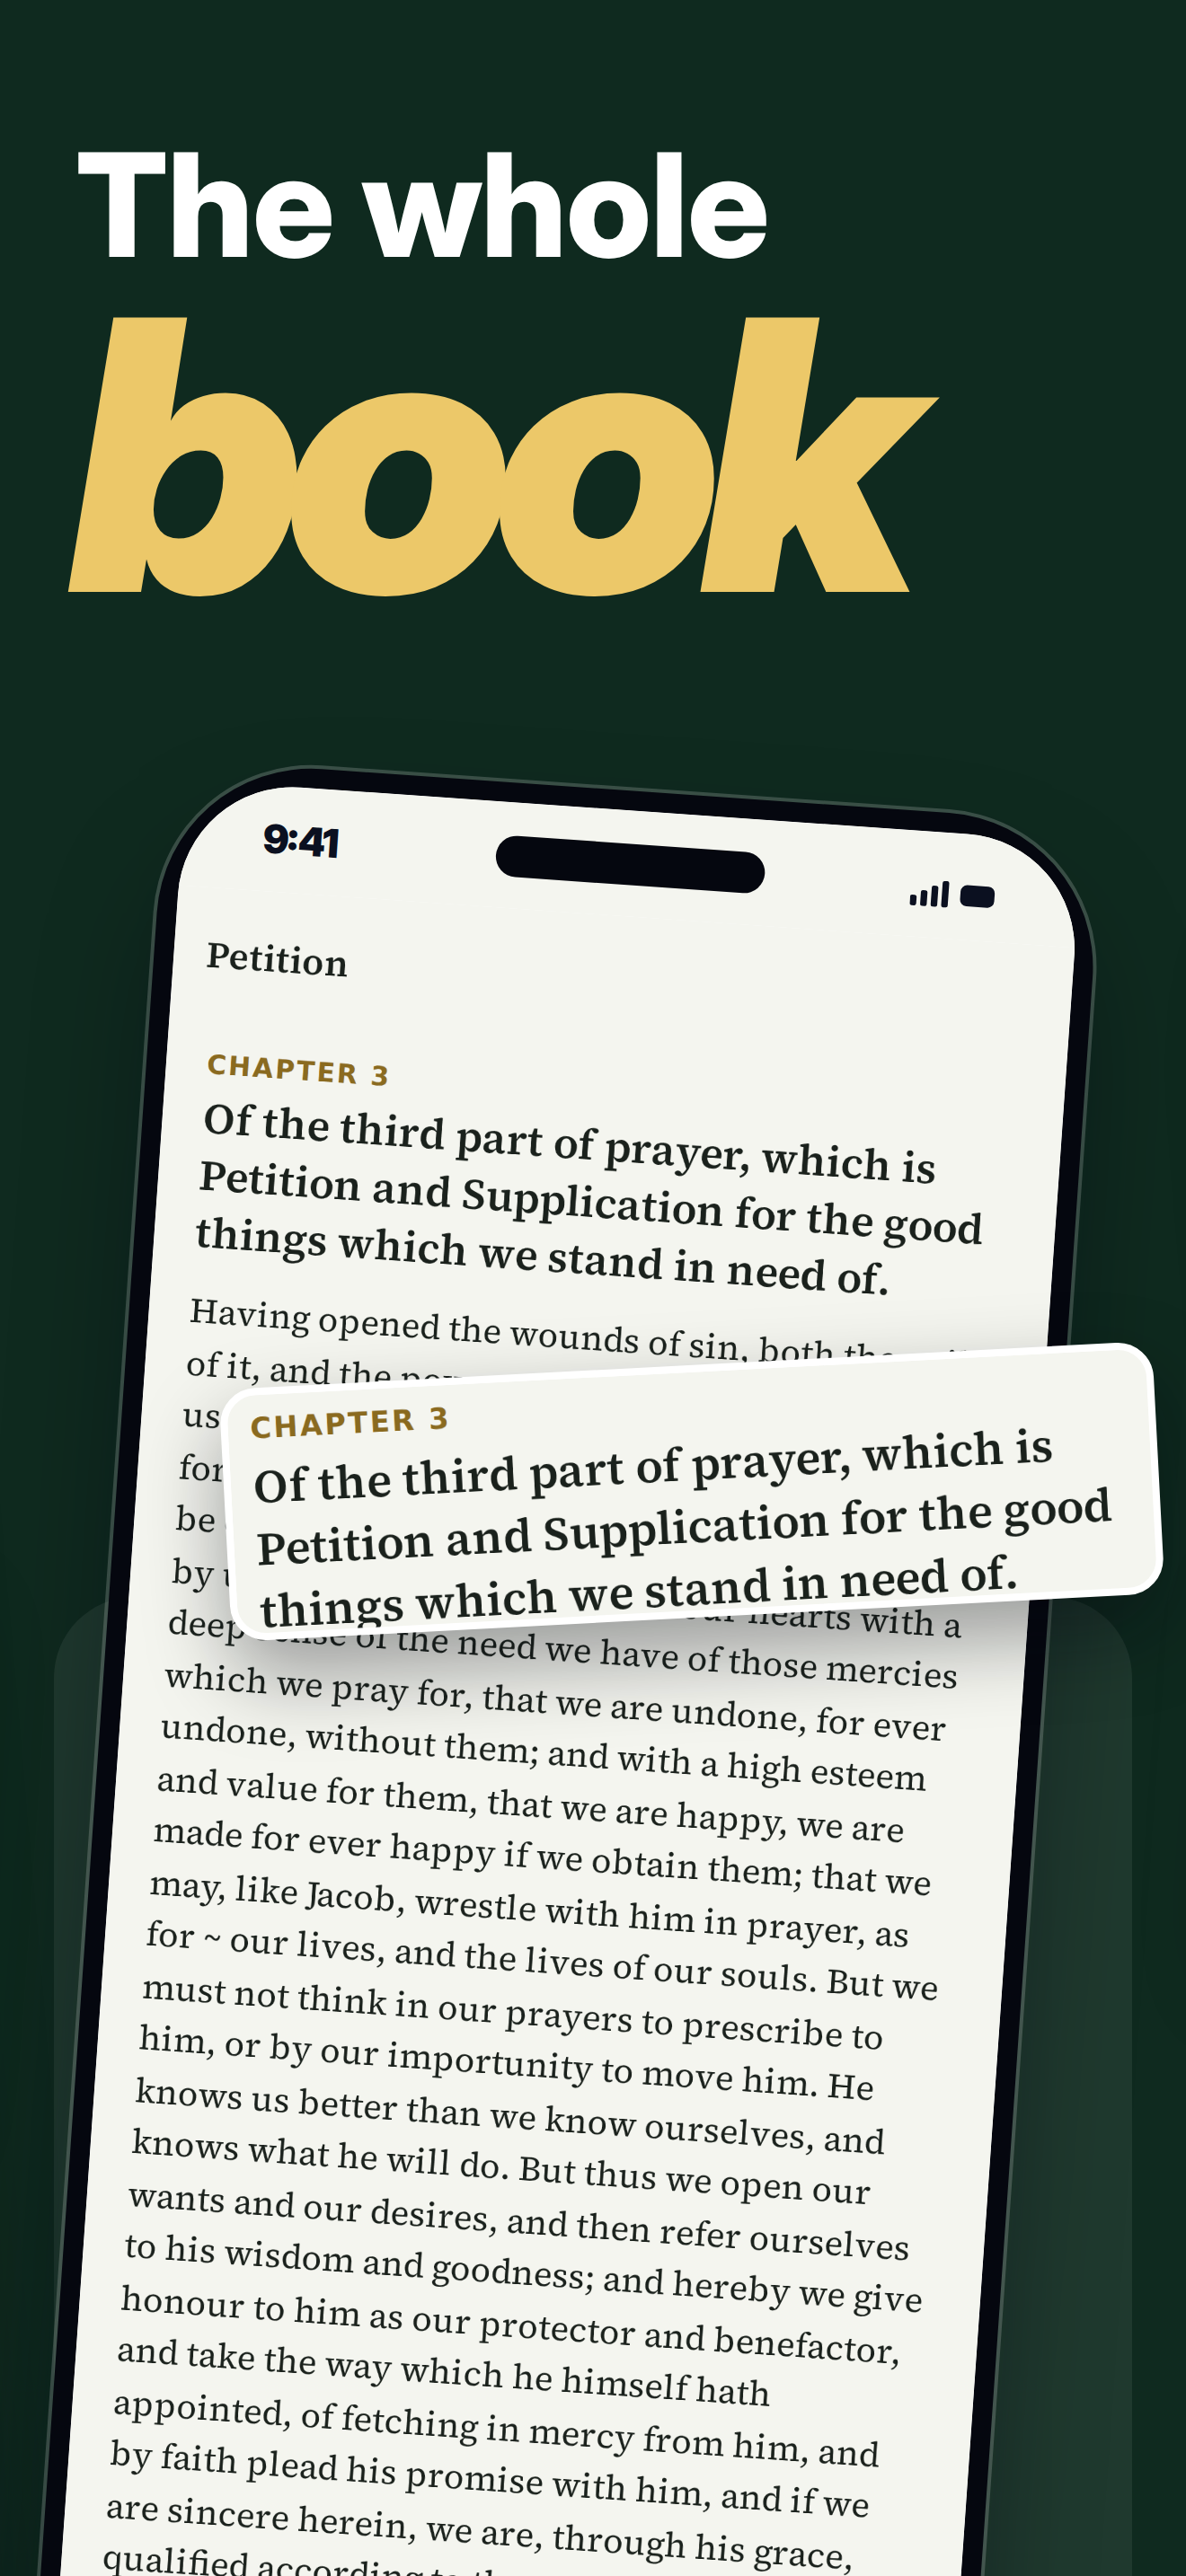 The whole
book
9:41
Petition
CHAPTER 3
Of the third part of prayer, which is
Petition and Supplication for the good
things which we stand in need of.
Having opened the wounds of sin, both the
of it, and the
us
for
be
by
CHAPTER 3
Of the third part of prayer, which is
Petition and Supplication for the good
things which we stand in need of.
hearts with a
deep sense of the need we have of those mercies
which we pray for, that we are undone, for ever
undone, without them; and with a high esteem
and value for them, that we are happy, we are
made for ever happy if we obtain them; that we
may, like Jacob, wrestle with him in prayer, as
for ~ our lives, and the lives of our souls. But we
must not think in our prayers to prescribe to
him, or by our importunity to move him. He
knows us better than we know ourselves, and
knows what he will do. But thus we open our
wants and our desires, and then refer ourselves
to his wisdom and goodness; and hereby we give
honour to him as our protector and benefactor,
and take the way which he himself hath
appointed, of fetching in mercy from him, and
by faith plead his promise with him, and if we
are sincere herein, we are, through his grace,
qualified according to